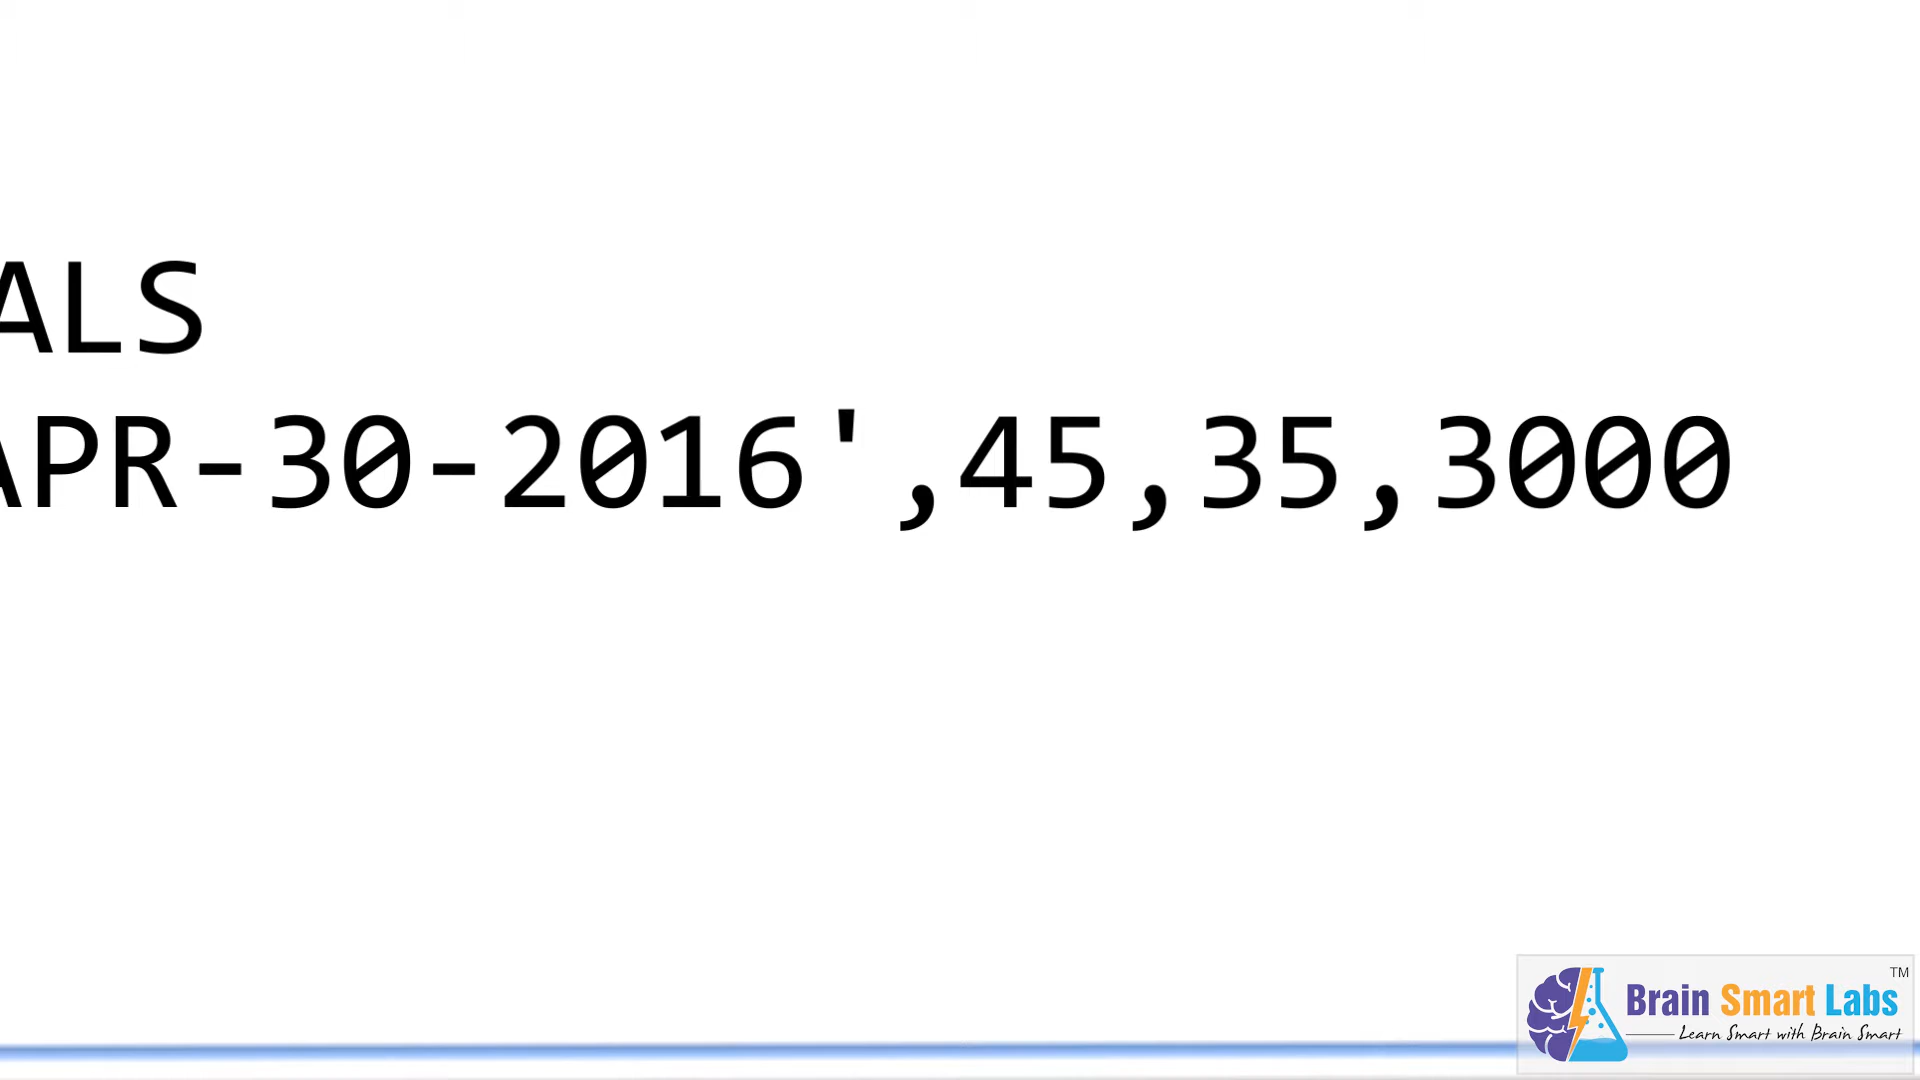 ALS
APR-30-2016',45,35,3000
Brain Smart Labs TM
Learn Smart with Brain Smart